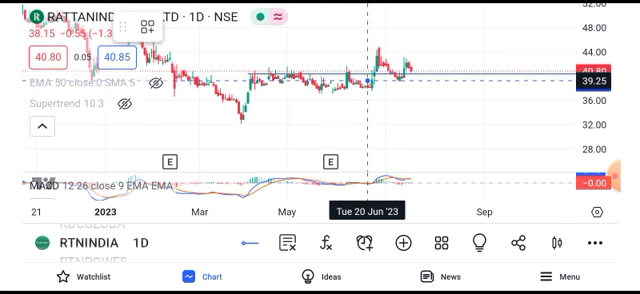 RATTANIND LTD · 1D · NSE
52.00
38.15 −0.55 (−1.3
48.00
44.00
40.80 0.05 40.85
40.80
EMA 50 close 0 SMA 5
39.25
Supertrend 10 3
36.00
32.00
28.00
E E
MACD 12 26 close 9 EMA EMA
−0.00
21 2023 Mar May Tue 20 Jun '23 Sep
RTNINDIA 1D
RTNPOWER
Watchlist Chart Ideas News Menu